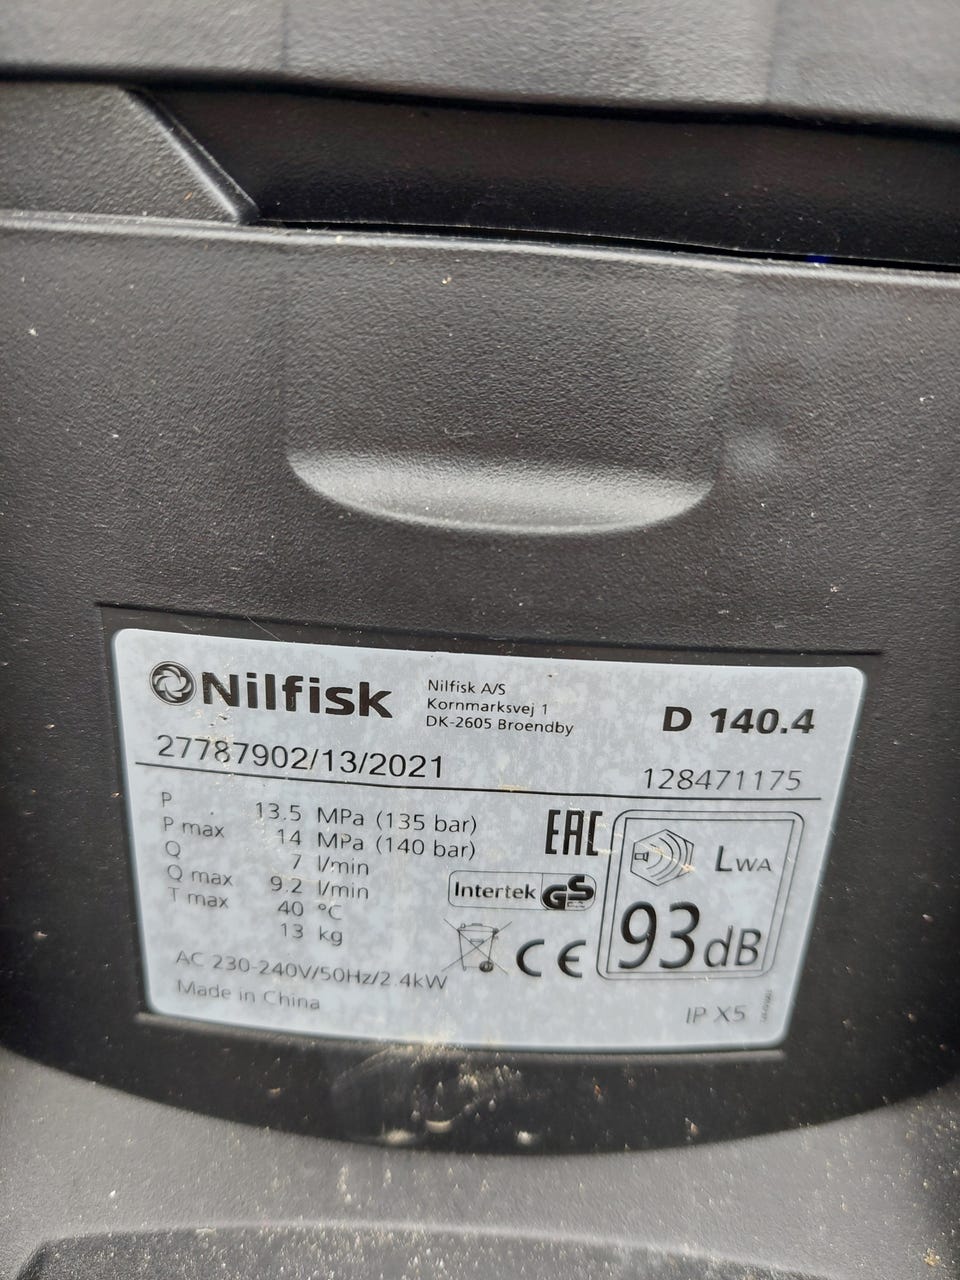 Nilfisk
Nilfisk A/S
Kornmarksvej 1
DK-2605 Broendby
D 140.4
27787902/13/2021
128471175
P 13.5 MPa (135 bar)
P max 14 MPa (140 bar)
Q 7 l/min
Q max 9.2 l/min
T max 40 °C
13 kg
AC 230-240V/50Hz/2.4kW
Made in China
EAC
Intertek GS
CE
LWA
93dB
IP X5